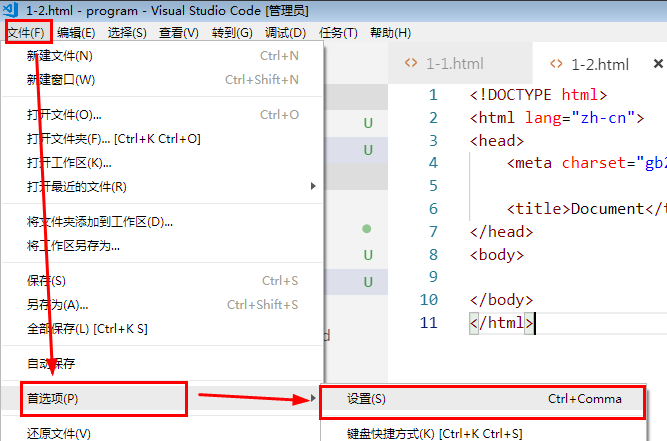 1-2.html - program - Visual Studio Code [管理员]
文件(F) 编辑(E) 选择(S) 查看(V) 转到(G) 调试(D) 任务(T) 帮助(H)
新建文件(N) Ctrl+N
新建窗口(W) Ctrl+Shift+N
打开文件(O)... Ctrl+O
打开文件夹(F)... [Ctrl+K Ctrl+O]
打开工作区(K)...
打开最近的文件(R)
将文件夹添加到工作区(D)...
将工作区另存为...
保存(S) Ctrl+S
另存为(A)... Ctrl+Shift+S
全部保存(L) [Ctrl+K S]
自动保存
首选项(P)
还原文件(V)
设置(S) Ctrl+Comma
键盘快捷方式(K) [Ctrl+K Ctrl+S]
U
U
U
U
d
<> 1-1.html <> 1-2.html ×
1 <!DOCTYPE html>
2 <html lang="zh-cn">
3 <head>
4 <meta charset="gb2
5
6 <title>Document</t
7 </head>
8 <body>
9
10 </body>
11 </html>